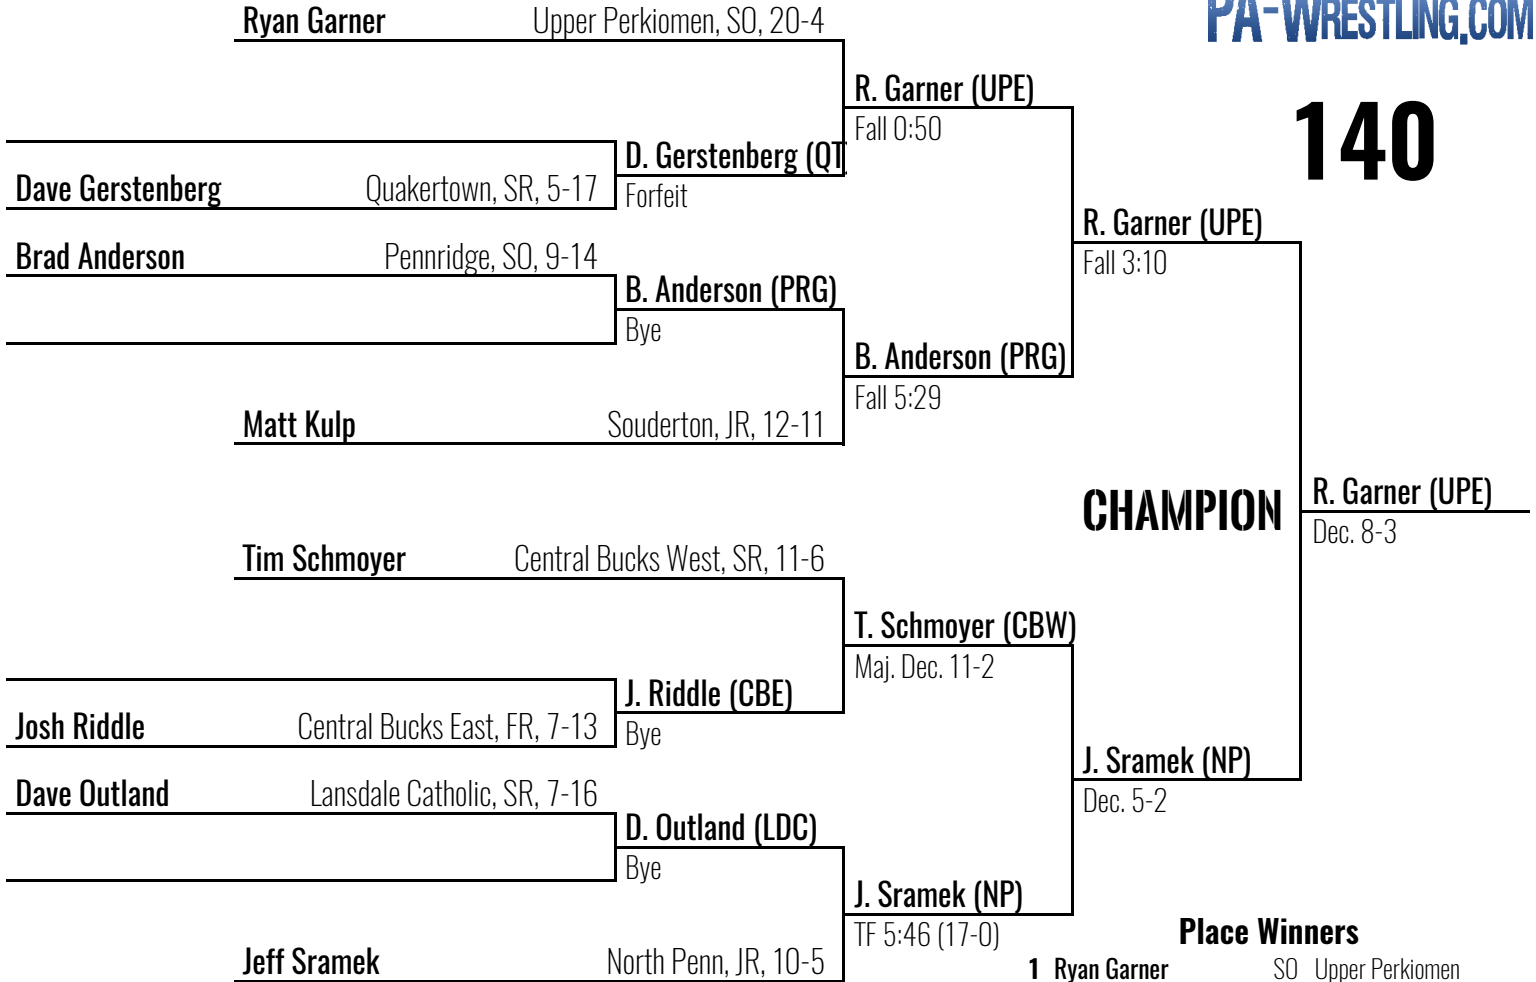 PA-WRESTLING.COM
140
Ryan Garner Upper Perkiomen, SO, 20-4
R. Garner (UPE)
Fall 0:50
D. Gerstenberg (QT
Forfeit
Dave Gerstenberg Quakertown, SR, 5-17
R. Garner (UPE)
Fall 3:10
Brad Anderson Pennridge, SO, 9-14
B. Anderson (PRG)
Bye
B. Anderson (PRG)
Fall 5:29
Matt Kulp Souderton, JR, 12-11
CHAMPION
R. Garner (UPE)
Dec. 8-3
Tim Schmoyer Central Bucks West, SR, 11-6
T. Schmoyer (CBW)
Maj. Dec. 11-2
J. Riddle (CBE)
Bye
Josh Riddle Central Bucks East, FR, 7-13
J. Sramek (NP)
Dec. 5-2
Dave Outland Lansdale Catholic, SR, 7-16
D. Outland (LDC)
Bye
J. Sramek (NP)
TF 5:46 (17-0)
Jeff Sramek North Penn, JR, 10-5
Place Winners
1 Ryan Garner SO Upper Perkiomen